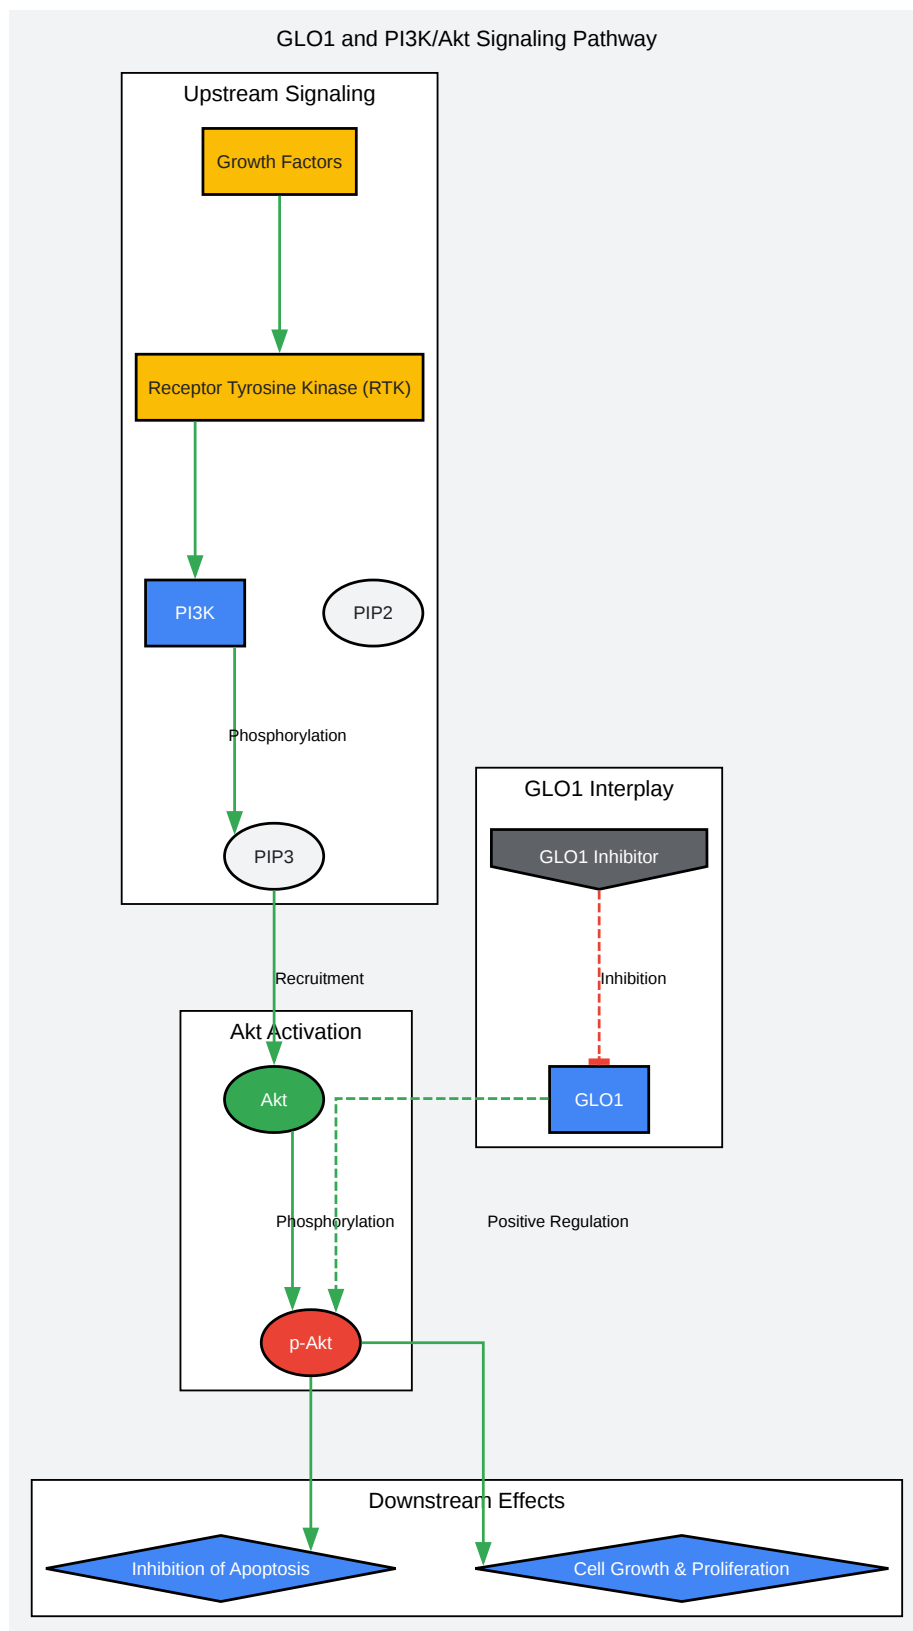 GLO1 and PI3K/Akt Signaling Pathway
Upstream Signaling
Growth Factors
Receptor Tyrosine Kinase (RTK)
PI3K
PIP2
Phosphorylation
PIP3
GLO1 Interplay
GLO1 Inhibitor
Recruitment
Inhibition
Akt Activation
Akt
GLO1
Phosphorylation
Positive Regulation
p-Akt
Downstream Effects
Inhibition of Apoptosis
Cell Growth & Proliferation